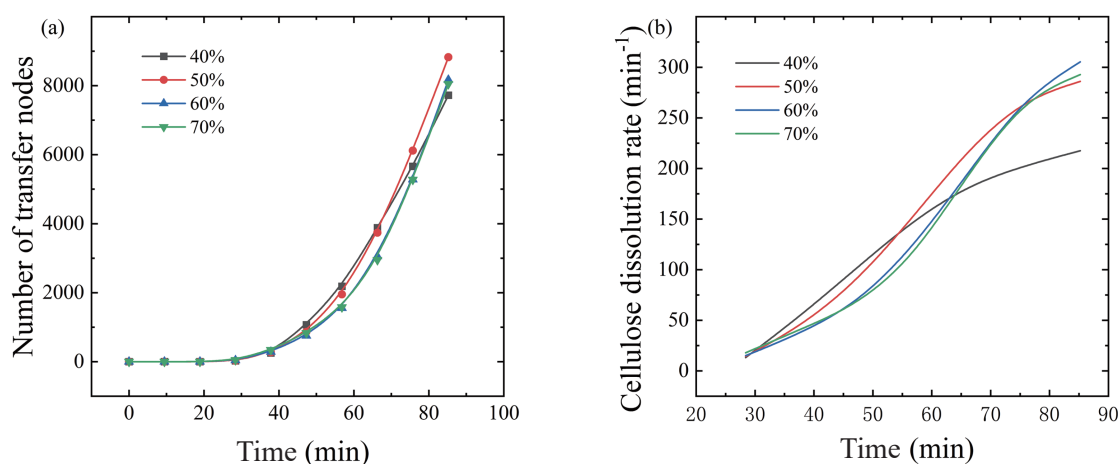 (a)
40%
50%
60%
70%
Number of transfer nodes
8000
6000
4000
2000
0
0 20 40 60 80 100
Time (min)
(b)
40%
50%
60%
70%
Cellulose dissolution rate (min⁻¹)
300
250
200
150
100
50
0
20 30 40 50 60 70 80 90
Time (min)